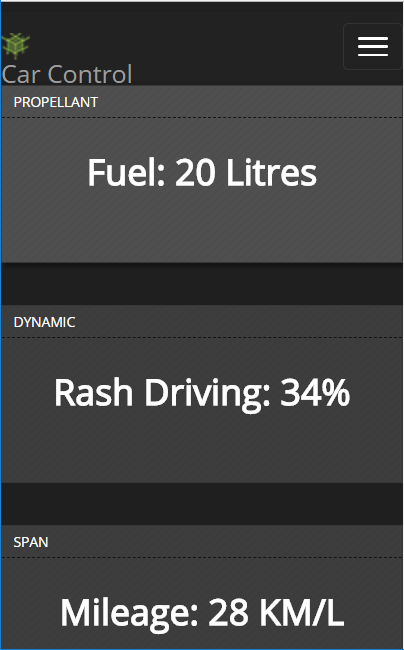 Car Control
PROPELLANT
Fuel: 20 Litres
DYNAMIC
Rash Driving: 34%
SPAN
Mileage: 28 KM/L